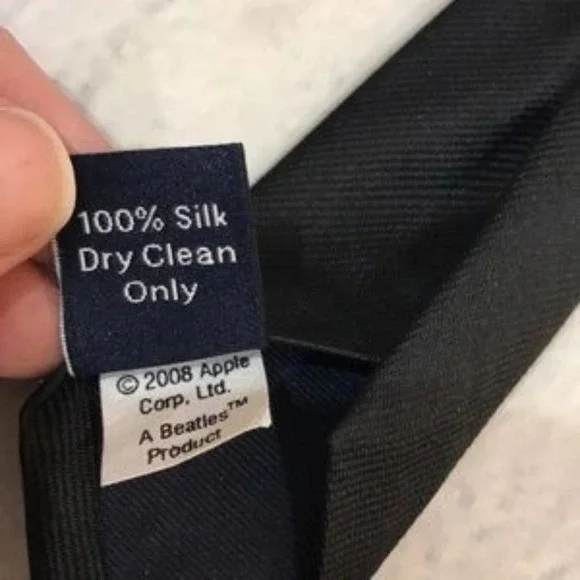 100% Silk
Dry Clean
Only
© 2008 Apple
Corp. Ltd.
A Beatles™
Product